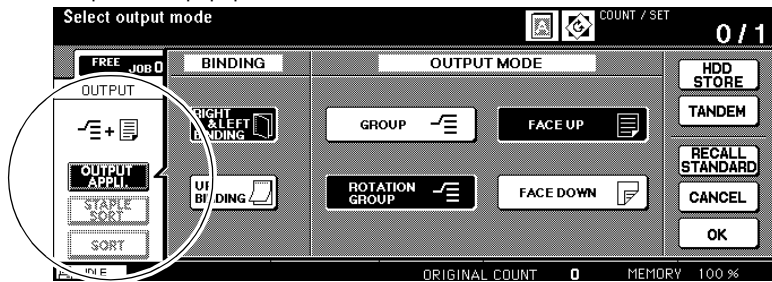 Select output mode
COUNT / SET
0 / 1
FREE JOB 0
BINDING
OUTPUT MODE
HDD
STORE
OUTPUT
TANDEM
RIGHT
&LEFT
BINDING
GROUP
FACE UP
RECALL
STANDARD
OUTPUT
APPLI.
STAPLE
SORT
BINDING
ROTATION
GROUP
FACE DOWN
CANCEL
SORT
OK
ORIGINAL COUNT 0 MEMORY 100 %